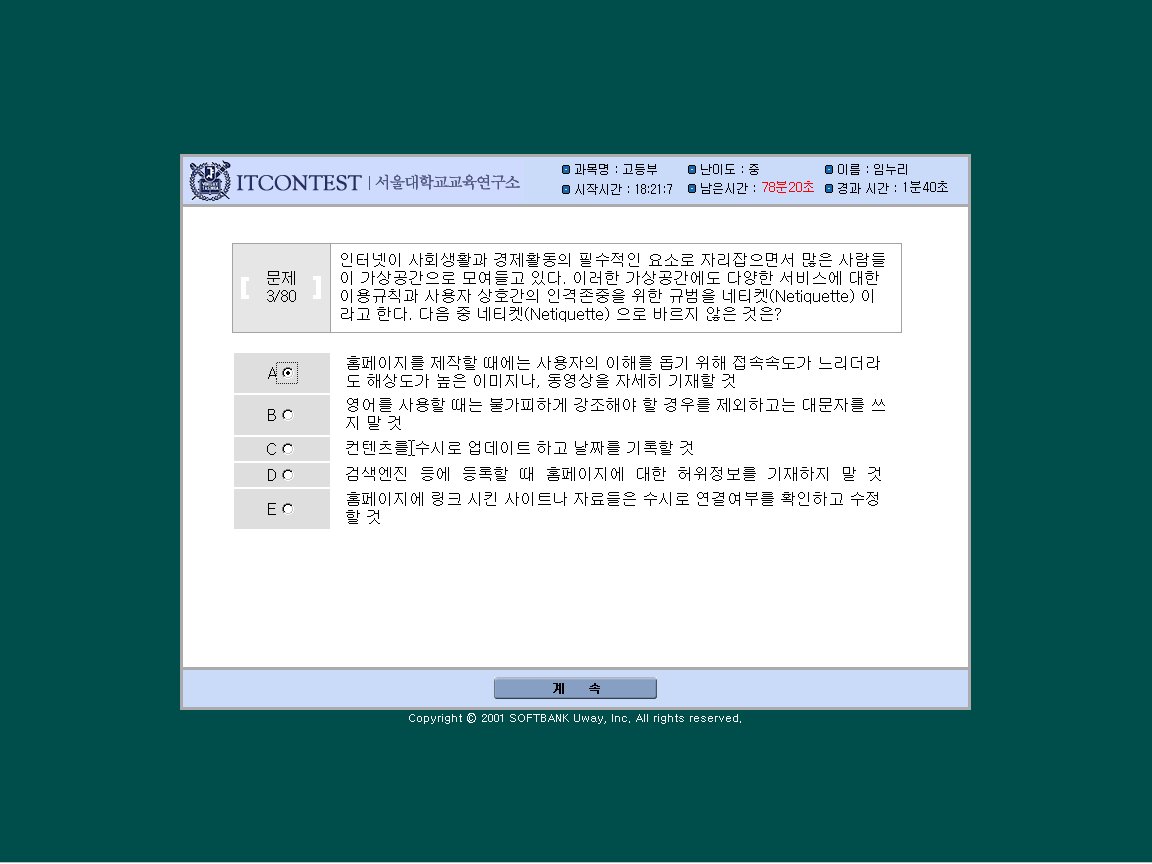 ITCONTEST | 서울대학교교육연구소
과목명 : 고등부 난이도 : 중 이름 : 임누리
시작시간 : 18:21:7 남은시간 : 78분20초 경과 시간 : 1분40초
문제
3/80
인터넷이 사회생활과 경제활동의 필수적인 요소로 자리잡으면서 많은 사람들
이 가상공간으로 모여들고 있다. 이러한 가상공간에도 다양한 서비스에 대한
이용규칙과 사용자 상호간의 인격존중을 위한 규범을 네티켓(Netiquette) 이
라고 한다. 다음 중 네티켓(Netiquette) 으로 바르지 않은 것은?
A 홈페이지를 제작할 때에는 사용자의 이해를 돕기 위해 접속속도가 느리더라
도 해상도가 높은 이미지나, 동영상을 자세히 기재할 것
B 영어를 사용할 때는 불가피하게 강조해야 할 경우를 제외하고는 대문자를 쓰
지 말 것
C 컨텐츠를 수시로 업데이트 하고 날짜를 기록할 것
D 검색엔진 등에 등록할 때 홈페이지에 대한 허위정보를 기재하지 말 것
E 홈페이지에 링크 시킨 사이트나 자료들은 수시로 연결여부를 확인하고 수정
할 것
계 속
Copyright © 2001 SOFTBANK Uway, Inc. All rights reserved.